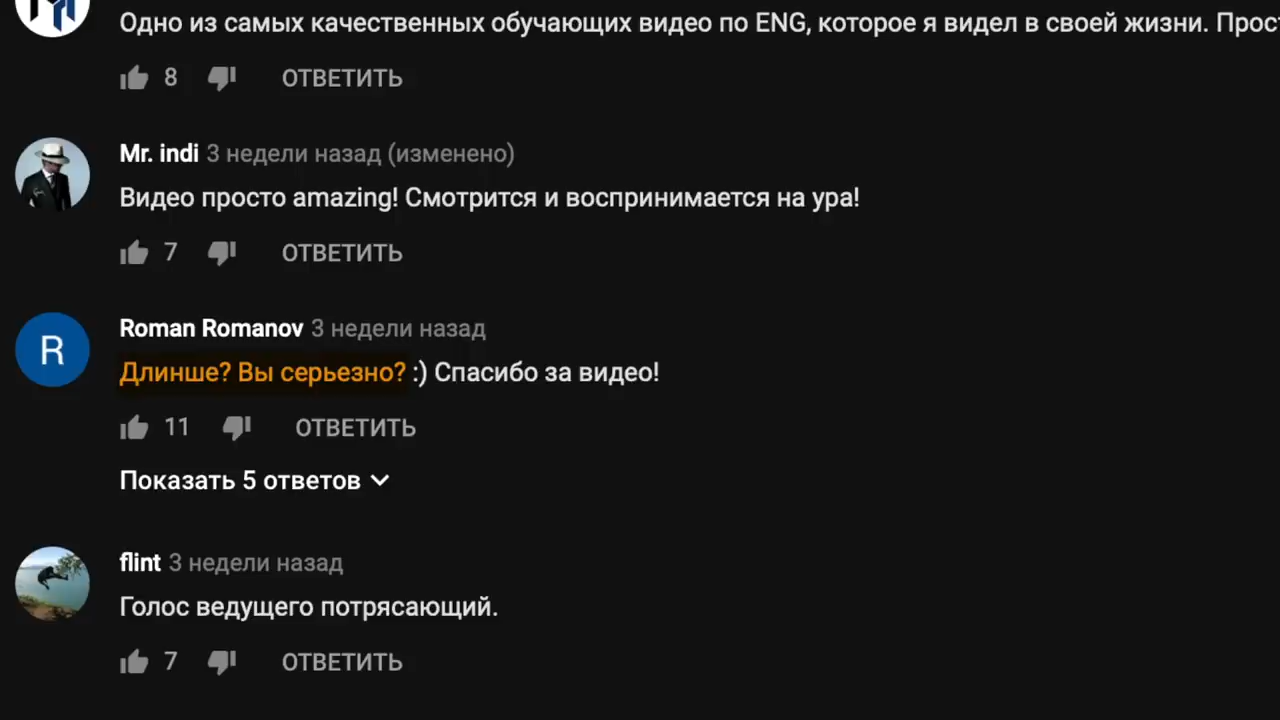 Одно из самых качественных обучающих видео по ENG, которое я видел в своей жизни.
8 ОТВЕТИТЬ
Mr. indi 3 недели назад (изменено)
Видео просто amazing! Смотрится и воспринимается на ура!
7 ОТВЕТИТЬ
R
Roman Romanov 3 недели назад
Длинше? Вы серьезно? :) Спасибо за видео!
11 ОТВЕТИТЬ
Показать 5 ответов
flint 3 недели назад
Голос ведущего потрясающий.
7 ОТВЕТИТЬ